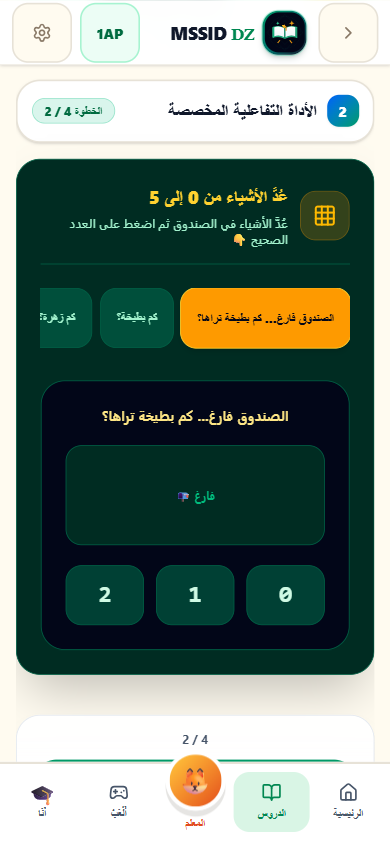 MSSID DZ
1AP
2
الأداة التفاعلية المخصصة
الخطوة 4 / 2
عُدَّ الأشياء من 0 إلى 5
عُدَّ الأشياء في الصندوق ثم اضغط على العدد
الصحيح 👇
الصندوق فارغ... كم بطيخة تراها؟
كم بطيخة؟
كم زهرة؟
الصندوق فارغ... كم بطيخة تراها؟
فارغ
0
1
2
2 / 4
الرئيسية
الدروس
المعلم
ألعَبُ
أنَا